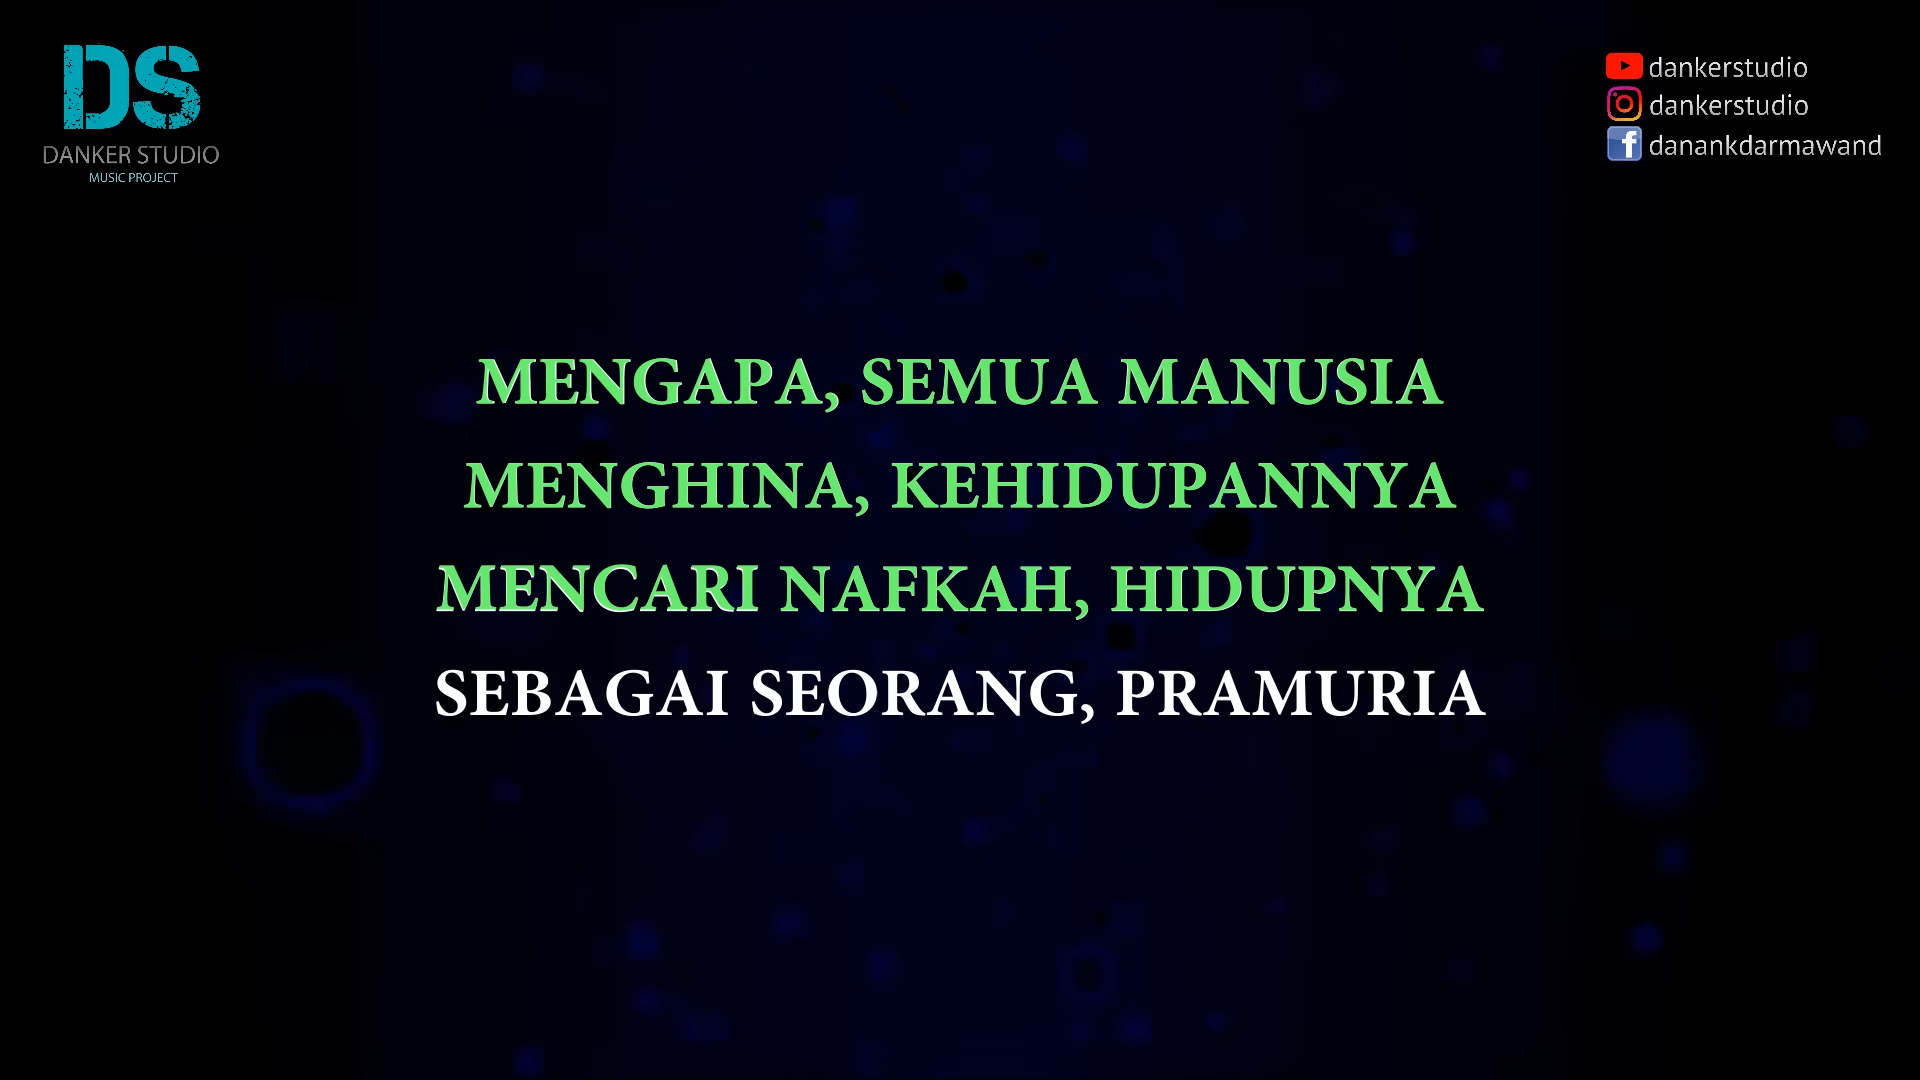 DS
DANKER STUDIO
MUSIC PROJECT
dankerstudio
dankerstudio
danankdarmawand
MENGAPA, SEMUA MANUSIA
MENGHINA, KEHIDUPANNYA
MENCARI NAFKAH, HIDUPNYA
SEBAGAI SEORANG, PRAMURIA